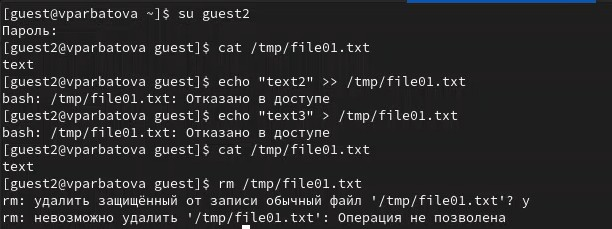 [guest@vparbatova ~]$ su guest2
Пароль:
[guest2@vparbatova guest]$ cat /tmp/file01.txt
text
[guest2@vparbatova guest]$ echo "text2" >> /tmp/file01.txt
bash: /tmp/file01.txt: Отказано в доступе
[guest2@vparbatova guest]$ echo "text3" > /tmp/file01.txt
bash: /tmp/file01.txt: Отказано в доступе
[guest2@vparbatova guest]$ cat /tmp/file01.txt
text
[guest2@vparbatova guest]$ rm /tmp/file01.txt
rm: удалить защищённый от записи обычный файл '/tmp/file01.txt'? y
rm: невозможно удалить '/tmp/file01.txt': Операция не позволена